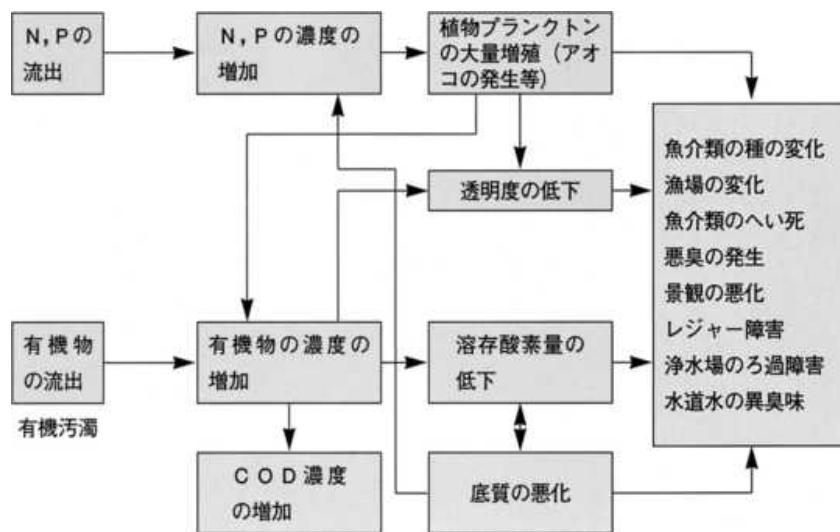 N,Pの
流出
N,Pの濃度の
増加
植物プランクトン
の大量増殖(アオ
コの発生等)
透明度の低下
魚介類の種の変化
漁場の変化
魚介類のへい死
悪臭の発生
景観の悪化
レジャー障害
浄水場のろ過障害
水道水の異臭味
有機物
の流出
有機汚濁
有機物の濃度の
増加
溶存酸素量の
低下
COD濃度
の増加
底質の悪化